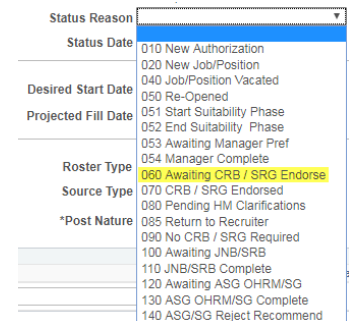 Status Reason
Status Date
010 New Authorization
020 New Job/Position
040 Job/Position Vacated
Desired Start Date
050 Re-Opened
051 Start Suitability Phase
Projected Fill Date
052 End Suitability Phase
053 Awaiting Manager Pref
054 Manager Complete
Roster Type
060 Awaiting CRB / SRG Endorse
Source Type
070 CRB / SRG Endorsed
080 Pending HM Clarifications
*Post Nature
085 Return to Recruiter
090 No CRB / SRG Required
100 Awaiting JNB/SRB
110 JNB/SRB Complete
120 Awaiting ASG OHRM/SG
130 ASG OHRM/SG Complete
140 ASG/SG Reject Recommend